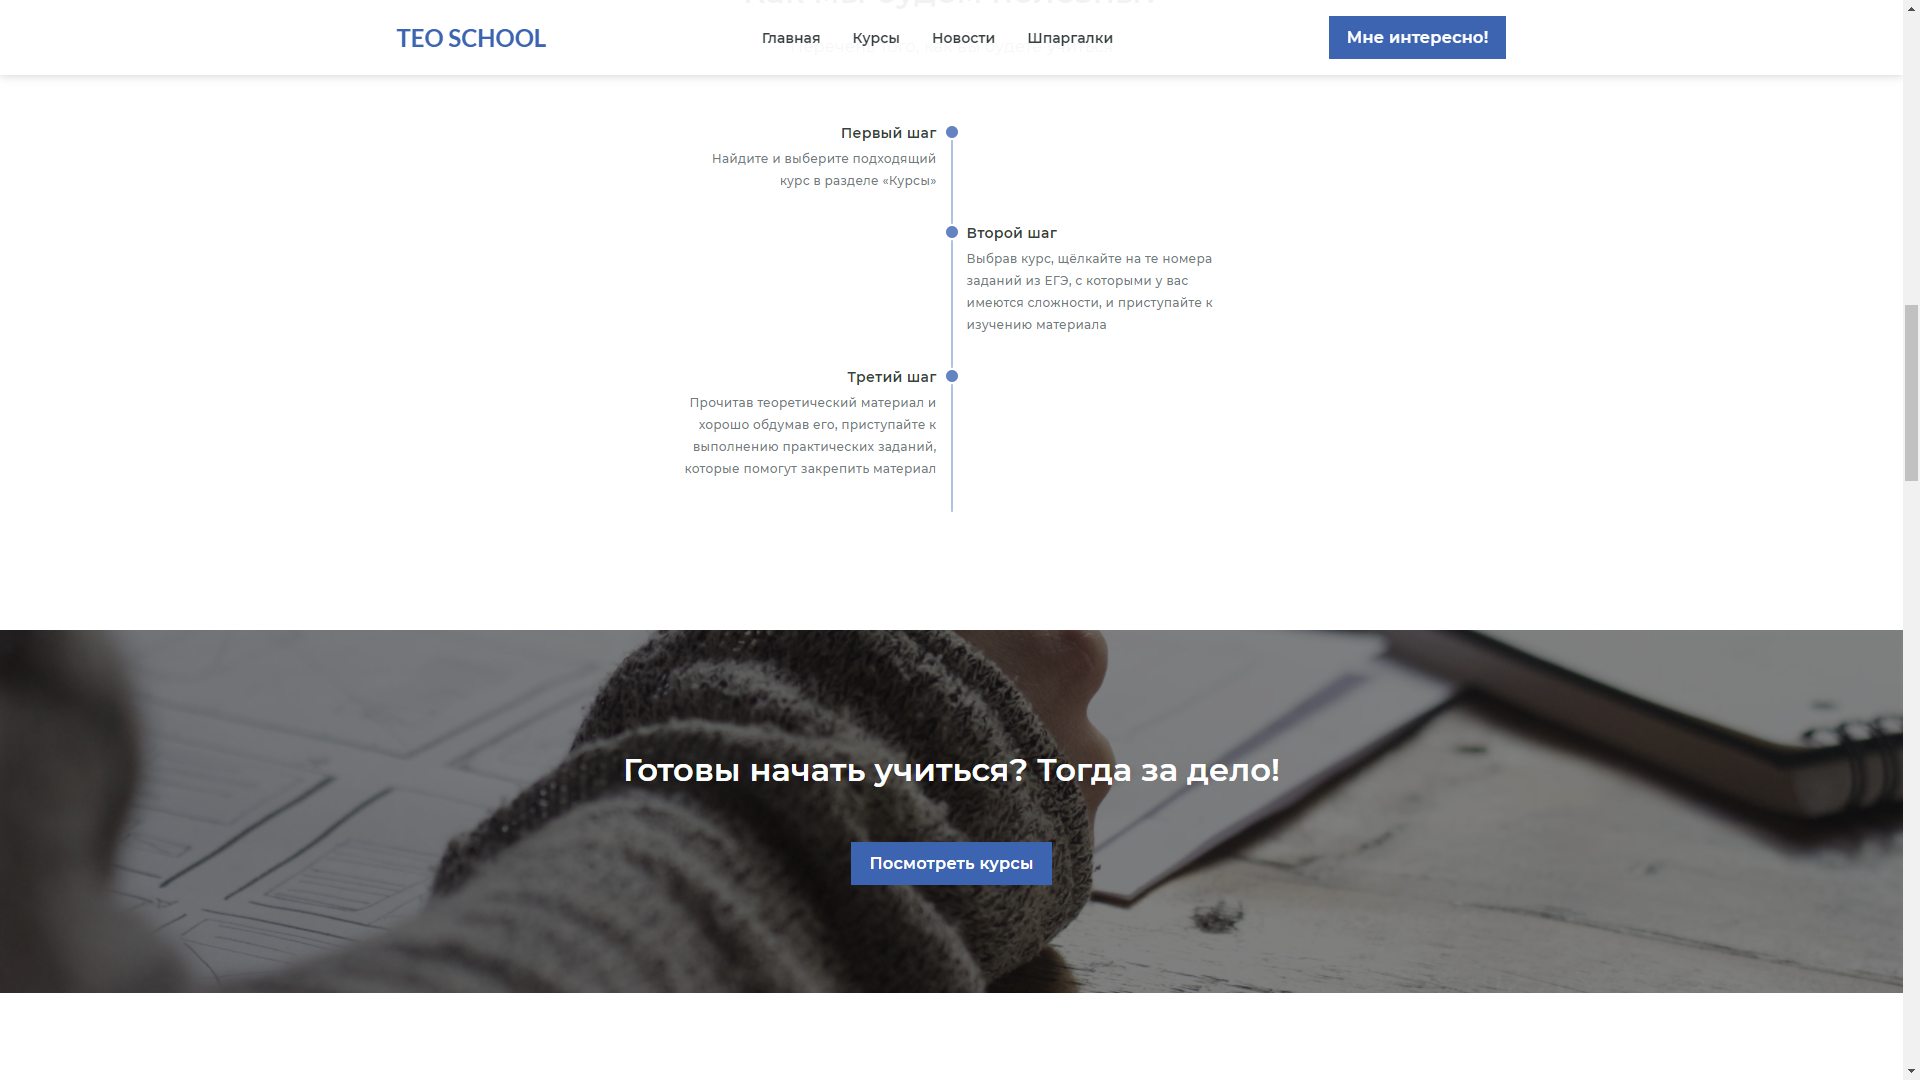 TEO SCHOOL
Главная Курсы Новости Шпаргалки
Мне интересно!
Первый шаг
Найдите и выберите подходящий
курс в разделе «Курсы»
Второй шаг
Выбрав курс, щёлкайте на те номера
заданий из ЕГЭ, с которыми у вас
имеются сложности, и приступайте к
изучению материала
Третий шаг
Прочитав теоретический материал и
хорошо обдумав его, приступайте к
выполнению практических заданий,
которые помогут закрепить материал
Готовы начать учиться? Тогда за дело!
Посмотреть курсы